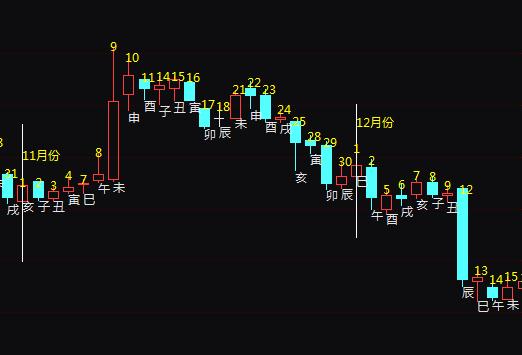 9
10
11 14 15 16
酉 子 丑 寅
申
17 18 21 22 23 24
卯 辰 未 申 酉 戌
25 28 29 30 1
亥 寅 卯 辰 巳
11月份
12月份
31 1 2 3 4 7 8
戌 亥 子 丑 寅 巳 午 未
2 5 6 7 8 9 12
午 酉 戌 亥 子 丑 辰
13 14 15
巳 午 未